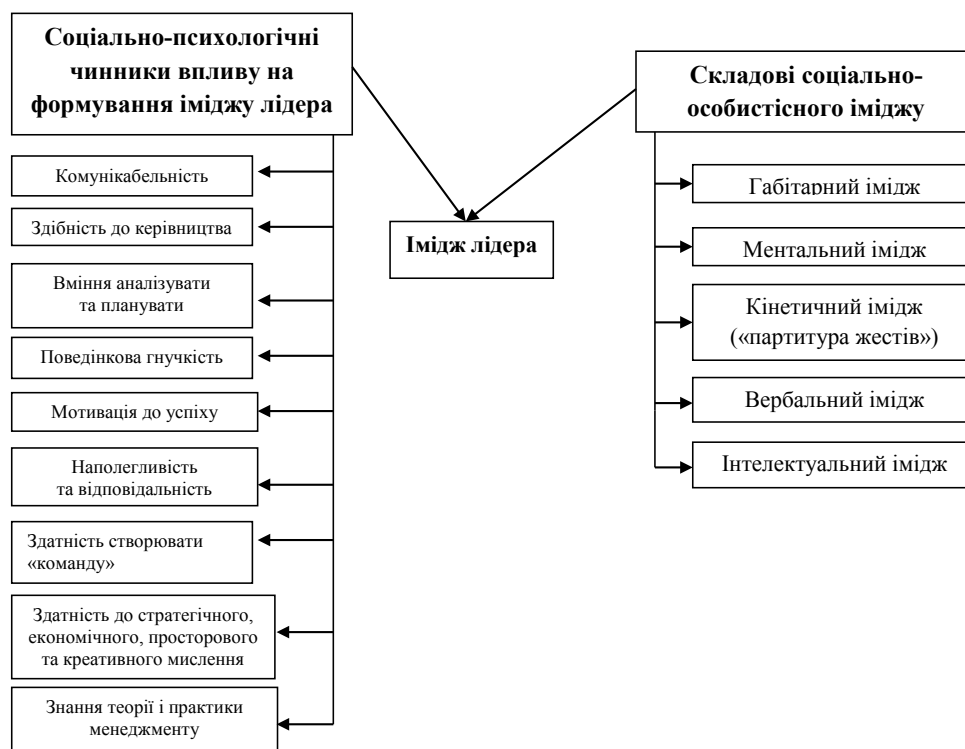 Соціально-психологічні
чинники впливу на
формування іміджу лідера
Комунікабельність
Здібність до керівництва
Вміння аналізувати
та планувати
Поведінкова гнучкість
Мотивація до успіху
Наполегливість
та відповідальність
Здатність створювати
«команду»
Здатність до стратегічного,
економічного, просторового
та креативного мислення
Знання теорії і практики
менеджменту
Імідж лідера
Складові соціально-
особистісного іміджу
Габітарний імідж
Ментальний імідж
Кінетичний імідж
(«партитура жестів»)
Вербальний імідж
Інтелектуальний імідж